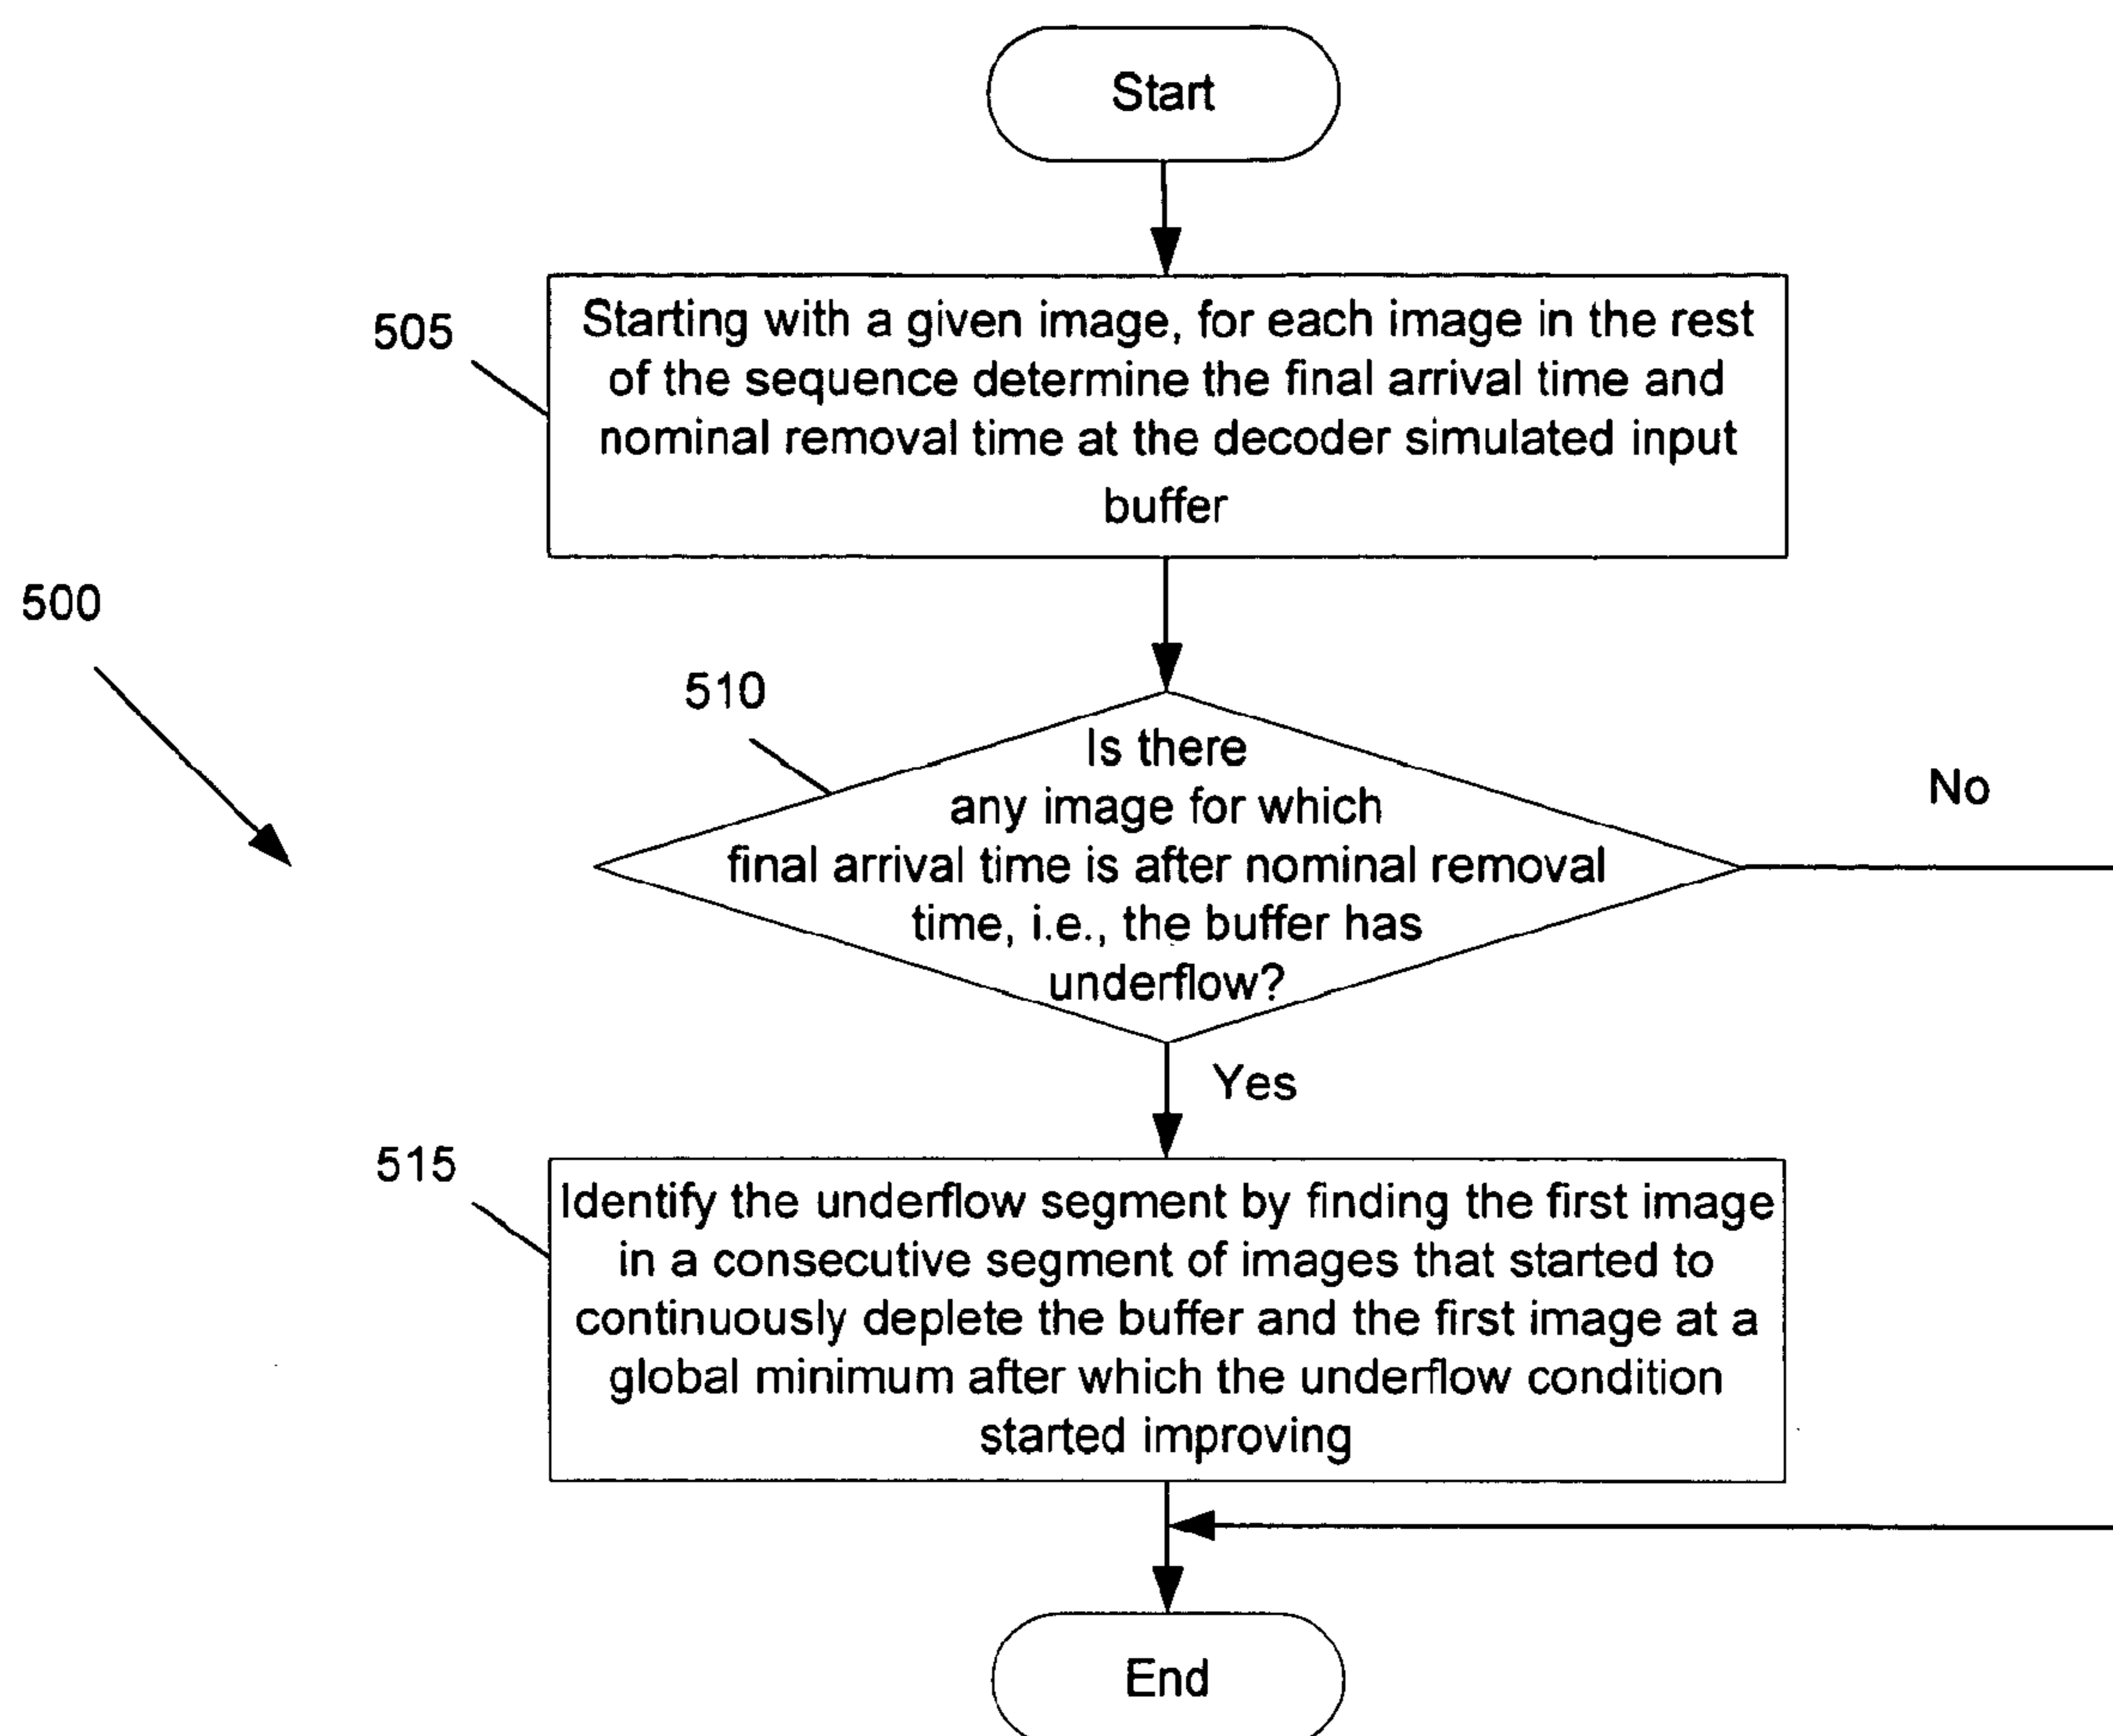 Start
505
Starting with a given image, for each image in the rest
of the sequence determine the final arrival time and
nominal removal time at the decoder simulated input
buffer
500
510
Is there
any image for which
final arrival time is after nominal removal
time, i.e., the buffer has
underflow?
No
Yes
515
Identify the underflow segment by finding the first image
in a consecutive segment of images that started to
continuously deplete the buffer and the first image at a
global minimum after which the underflow condition
started improving
End